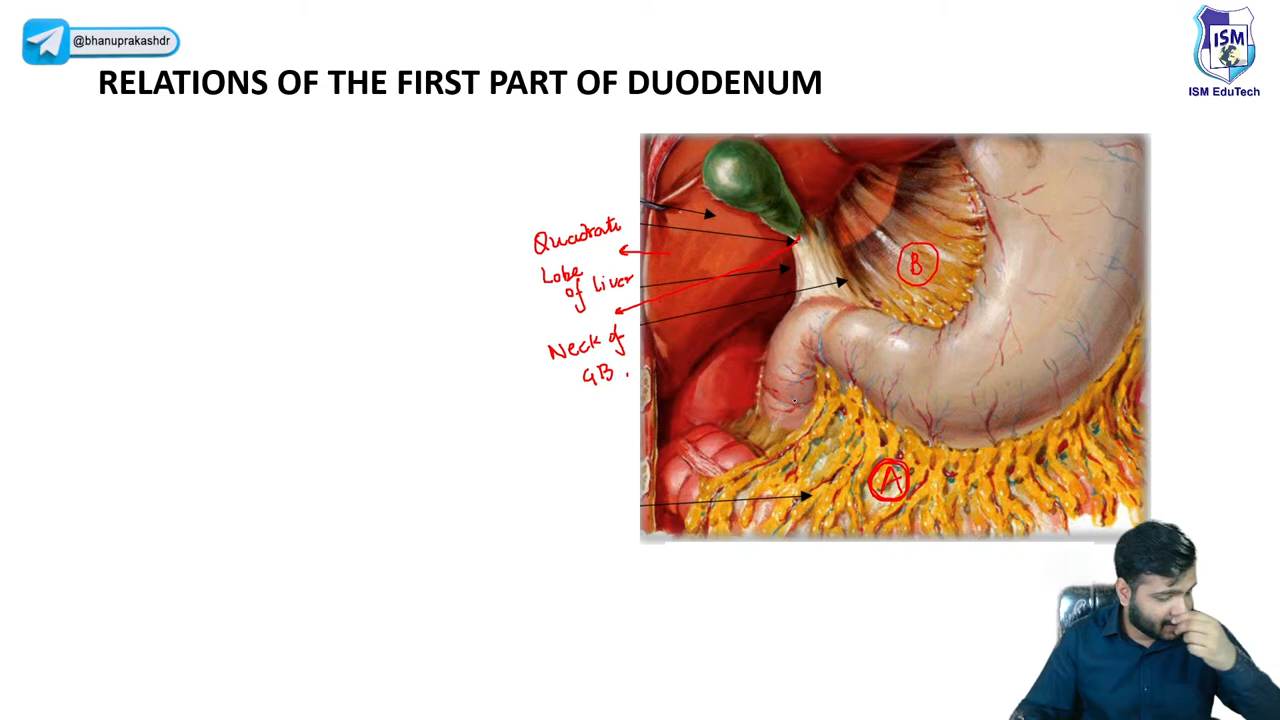 @bhanuprakashdr
ISM
ISM EduTech
RELATIONS OF THE FIRST PART OF DUODENUM
Quadrate
Lobe
of liver
Neck of
GB.
B
A